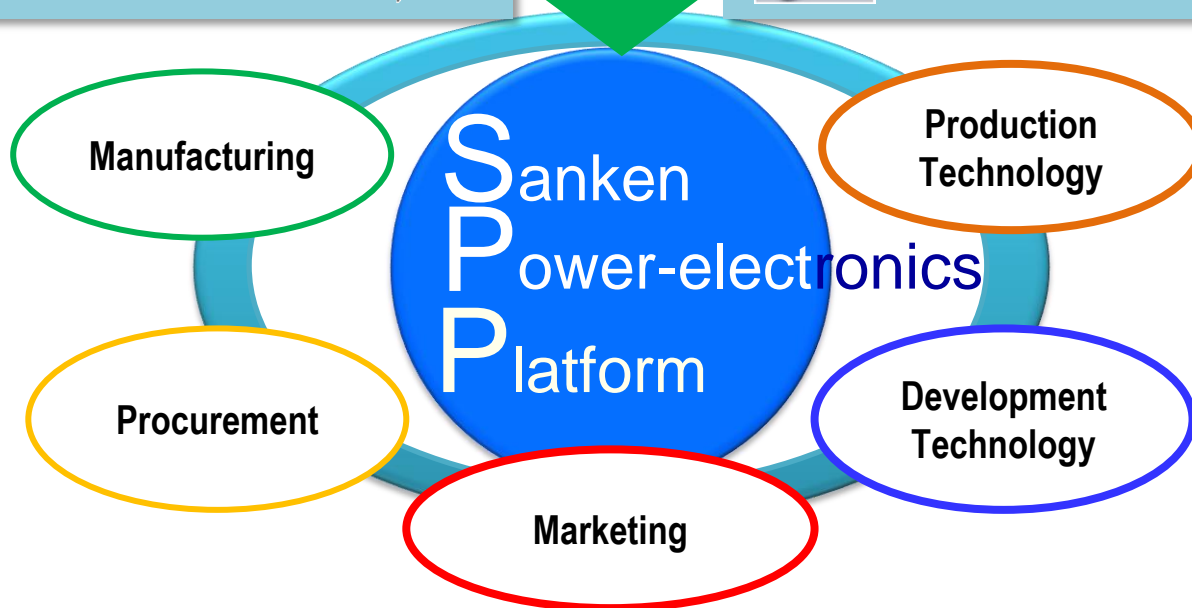 Manufacturing
Production
Technology
Sanken
Power-electronics
Platform
Procurement
Development
Technology
Marketing